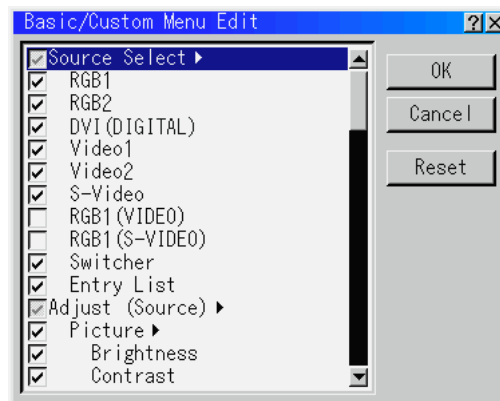 Basic/Custom Menu Edit
Source Select
RGB1
RGB2
DVI(DIGITAL)
Video1
Video2
S-Video
RGB1(VIDEO)
RGB1(S-VIDEO)
Switcher
Entry List
Adjust (Source)
Picture
Brightness
Contrast
OK
Cancel
Reset